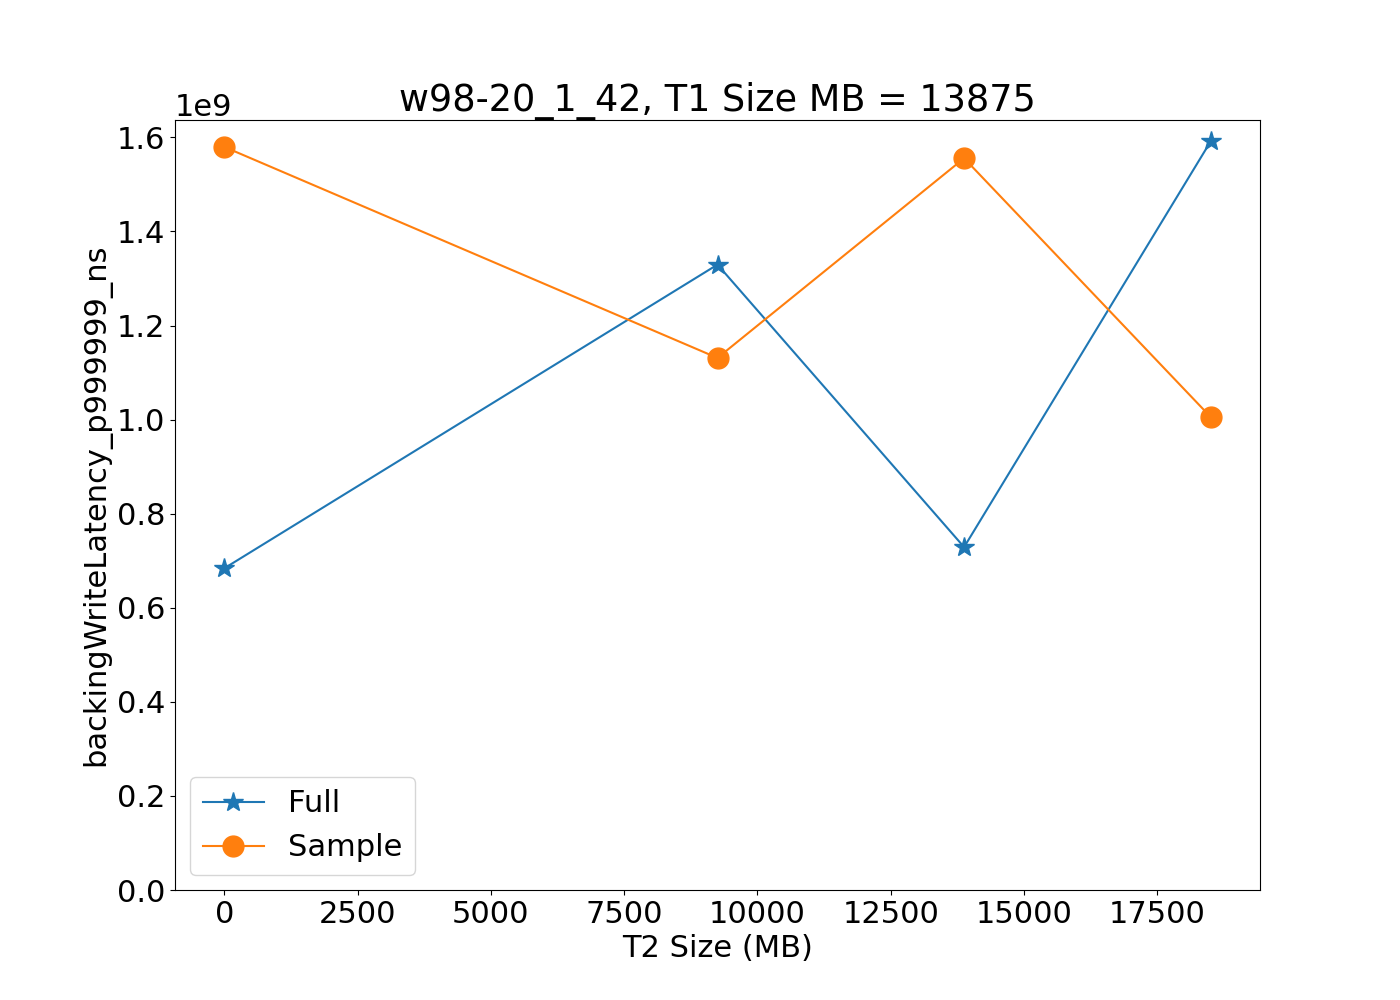 w98-20_1_42, T1 Size MB = 13875
1e9
1.6
1.4
1.2
1.0
0.8
0.6
0.4
0.2
0.0
backingWriteLatency_p999999_ns
Full
Sample
0 2500 5000 7500 10000 12500 15000 17500
T2 Size (MB)